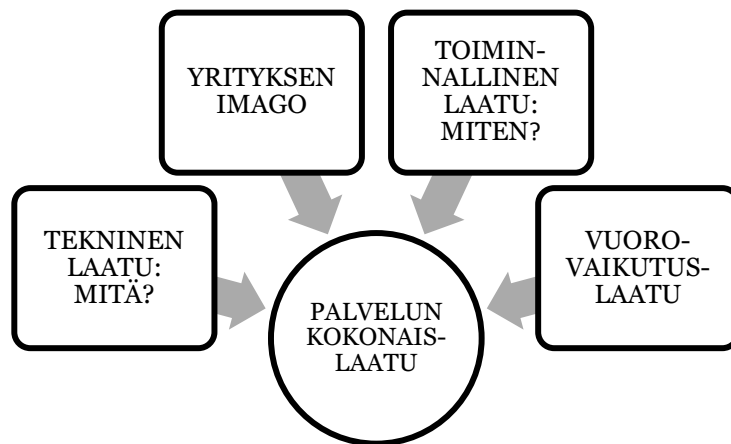 YRITYKSEN
IMAGO
TOIMIN-
NALLINEN
LAATU:
MITEN?
TEKNINEN
LAATU:
MITÄ?
VUORO-
VAIKUTUS-
LAATU
PALVELUN
KOKONAIS-
LAATU